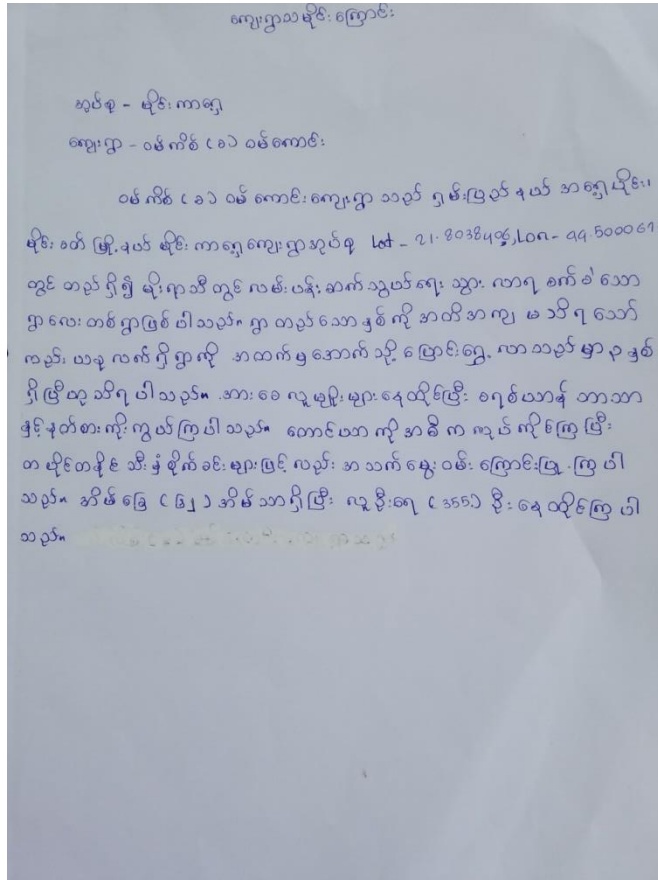 ကျေးရွာသမိုင်းကြောင်း
အုပ်စု - မိုင်းကာရှေ့
ကျေးရွာ - ဝမ်ကိစ် (ခ) ဝမ်ကောင်း
ဝမ်ကိစ် (ခ) ဝမ်ကောင်းကျေးရွာသည် ရှမ်းပြည်နယ် အရှေ့ပိုင်း၊
မိုင်းခတ်မြို့နယ် မိုင်းကာရှေ့ကျေးရွာအုပ်စု Lat - 21.8038406, Lon - 99.500061
တွင် တည်ရှိ၍ မိုးရာသီတွင် လမ်းပန်းဆက်သွယ်ရေး သွားလာရ ခက်ခဲသော
ရွာလေးတစ်ရွာဖြစ်ပါသည်။ ရွာတည်သောနှစ်ကို အတိအကျ မသိရသော်
လည်း ယခုလက်ရှိရွာကို အထက်မှအောက်သို့ ပြောင်းရွှေ့လာသည်မှာ ၃ နှစ်
ရှိပြီဟု သိရပါသည်။ အားခေလူမျိုးများနေထိုင်ပြီး ခရစ်ယာန်ဘာသာ
နှင့်နတ်စားကိုးကွယ်ကြပါသည်။ တောင်ယာကိုအဓိကလုပ်ကိုင်ကြပြီး
တပိုင်တနိုင် သီးနှံစိုက်ခင်းများဖြင့်လည်း အသက်မွေးဝမ်းကြောင်းပြုကြပါ
သည်။ အိမ်ခြေ အိမ်သာရှိပြီး လူဦးရေ (355) ဦးနေထိုင်ကြပါ
သည်။